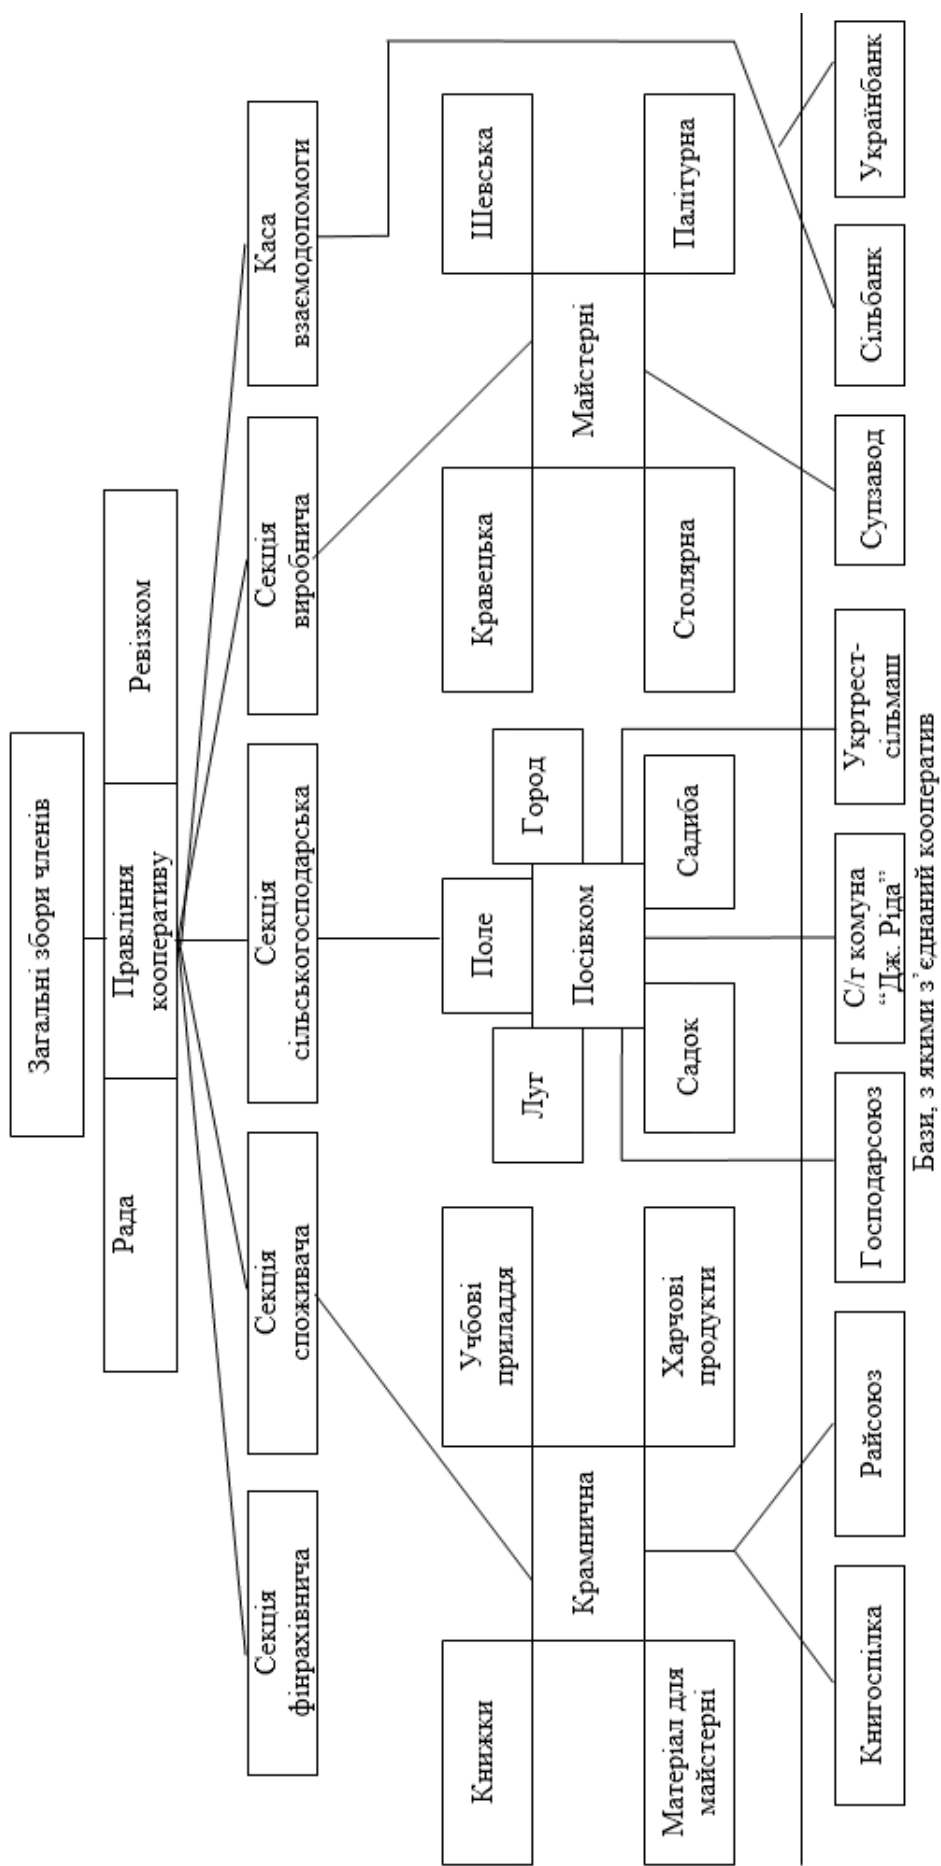 Загальні збори членів
Рада
Правління
кооперативу
Ревізком
Секція
фінрахівнича
Секція
споживача
Секція
сільськогосподарська
Секція
виробнича
Каса
взаємодопомоги
Книжки
Учбові
приладдя
Крамнична
Матеріал для
майстерні
Харчові
продукти
Луг
Поле
Город
Посівком
Садок
Садиба
Кравецька
Шевська
Майстерні
Столярна
Палітурна
Книгоспілка
Райсоюз
Господарсоюз
С/г комуна
“Дж. Ріда”
Укртрест-
сільмаш
Супзавод
Сільбанк
Українбанк
Бази, з якими з’єднаний кооператив